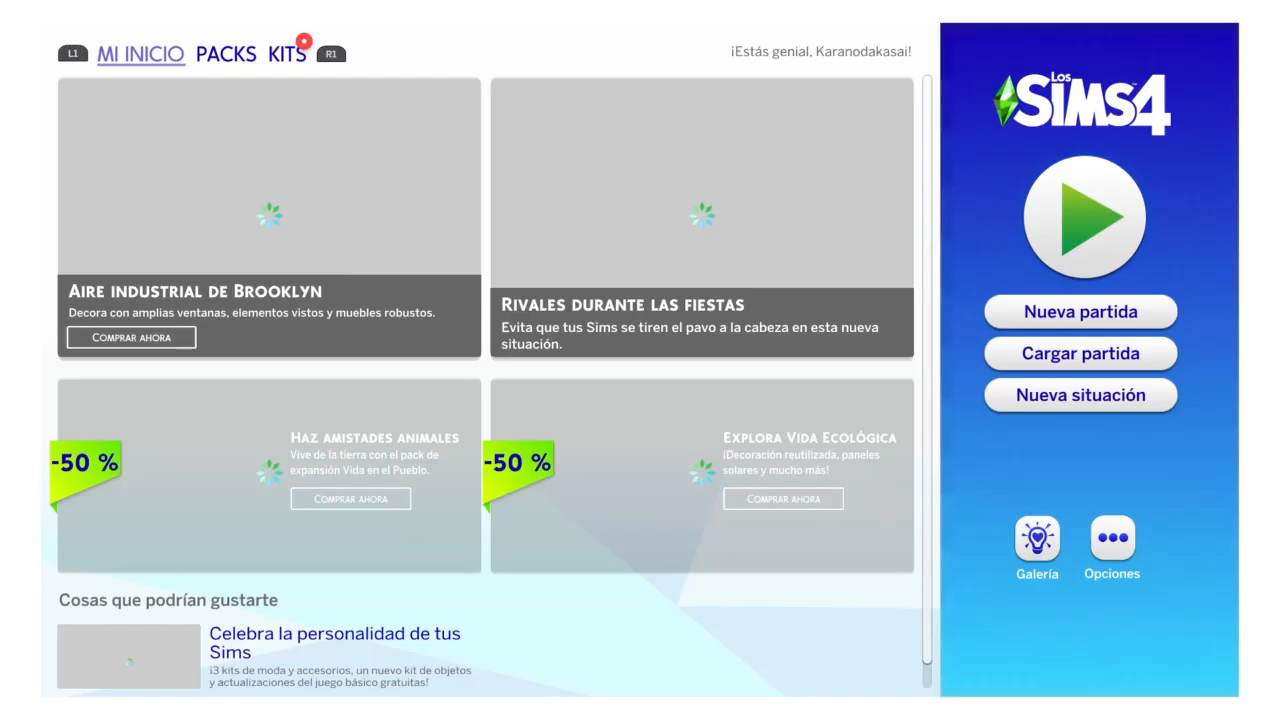 L1 MI INICIO PACKS KITS R1
¡Estás genial, Karanodakasai!
AIRE INDUSTRIAL DE BROOKLYN
Decora con amplias ventanas, elementos vistos y muebles robustos.
COMPRAR AHORA
RIVALES DURANTE LAS FIESTAS
Evita que tus Sims se tiren el pavo a la cabeza en esta nueva
situación.
-50 %
HAZ AMISTADES ANIMALES
Vive de la tierra con el pack de
expansión Vida en el Pueblo.
COMPRAR AHORA
-50 %
EXPLORA VIDA ECOLÓGICA
¡Decoración reutilizada, paneles
solares y mucho más!
COMPRAR AHORA
Cosas que podrían gustarte
Celebra la personalidad de tus
Sims
¡3 kits de moda y accesorios, un nuevo kit de objetos
y actualizaciones del juego básico gratuitas!
LOS
SIMS 4
Nueva partida
Cargar partida
Nueva situación
Galería
Opciones